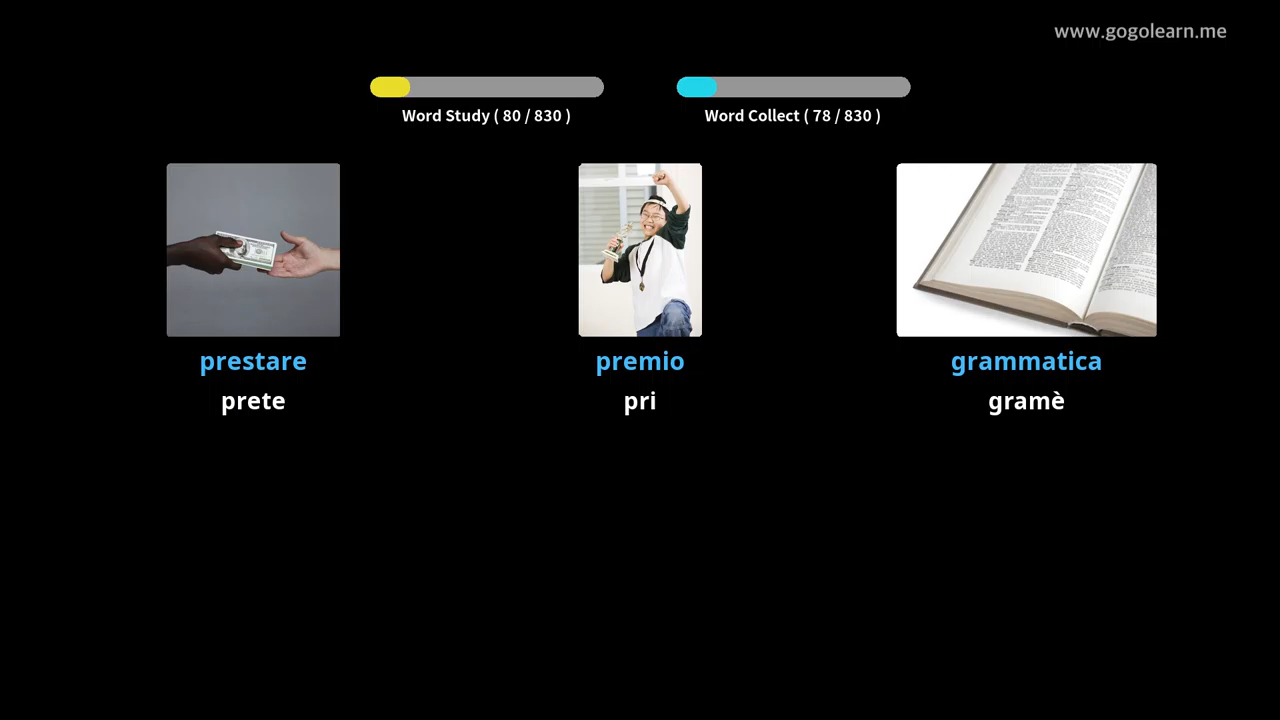 www.gogolearn.me
Word Study ( 80 / 830 )
Word Collect ( 78 / 830 )
prestare
premio
grammatica
prete
pri
gramè